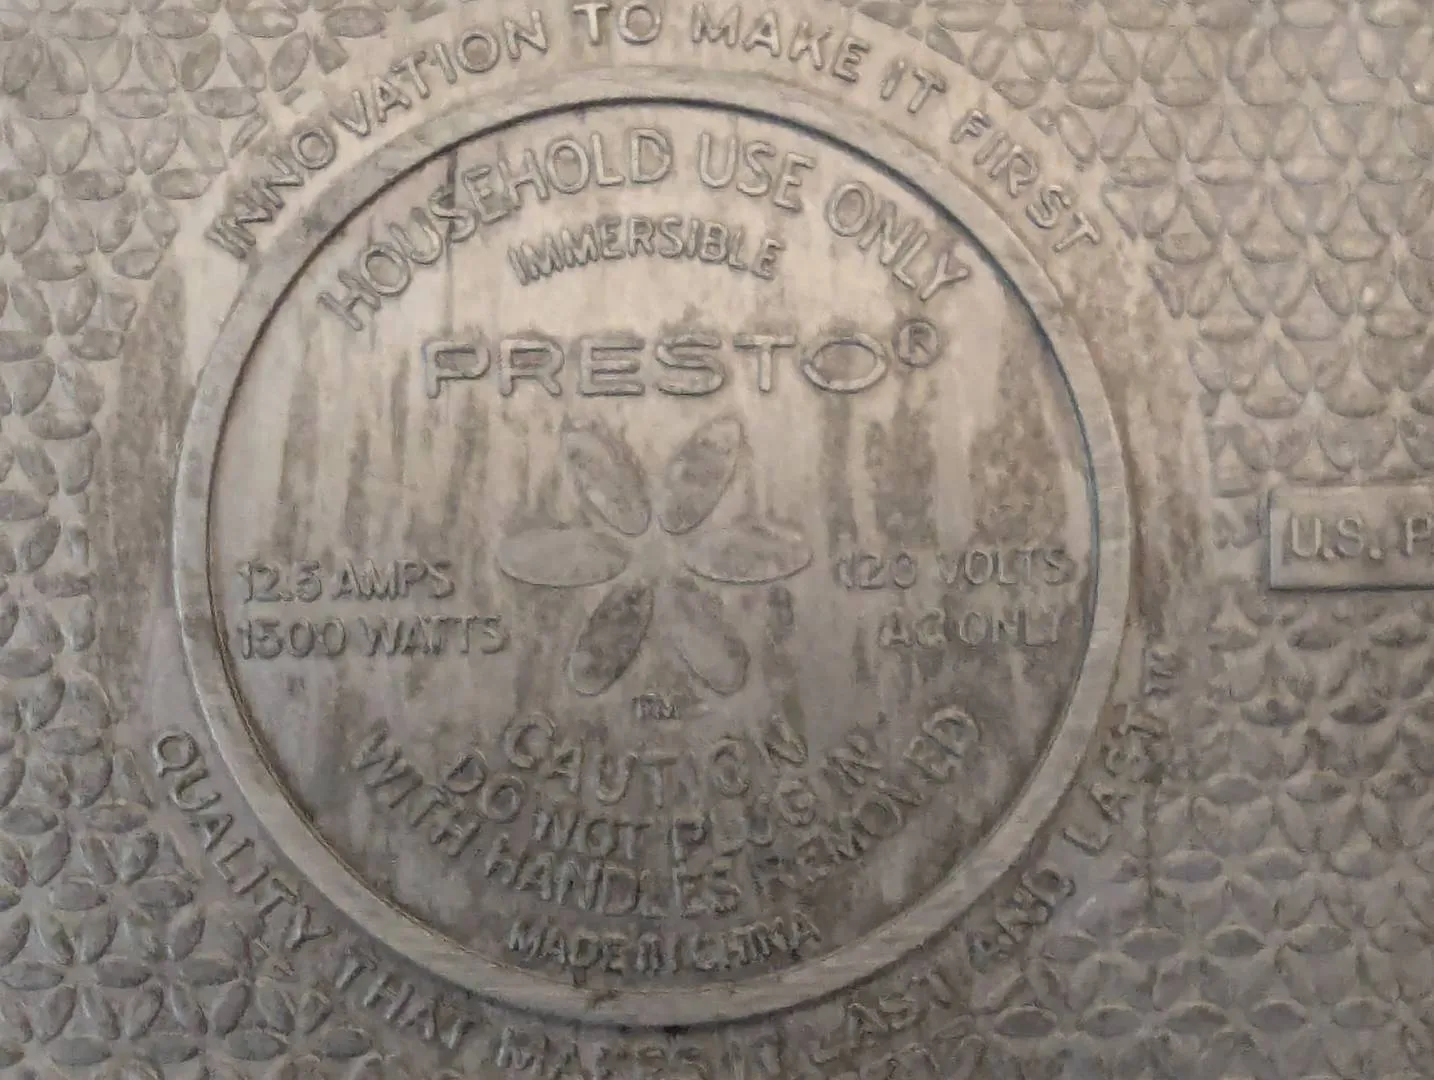 INNOVATION TO MAKE IT FIRST
HOUSEHOLD USE ONLY
IMMERSIBLE
PRESTO®
12.5 AMPS
1500 WATTS
120 VOLTS
AC ONLY
TM
CAUTION
DO NOT PLUG IN
WITH HANDLES REMOVED
MADE IN CHINA
QUALITY THAT MAKES IT LAST AND LAST™
U.S. P